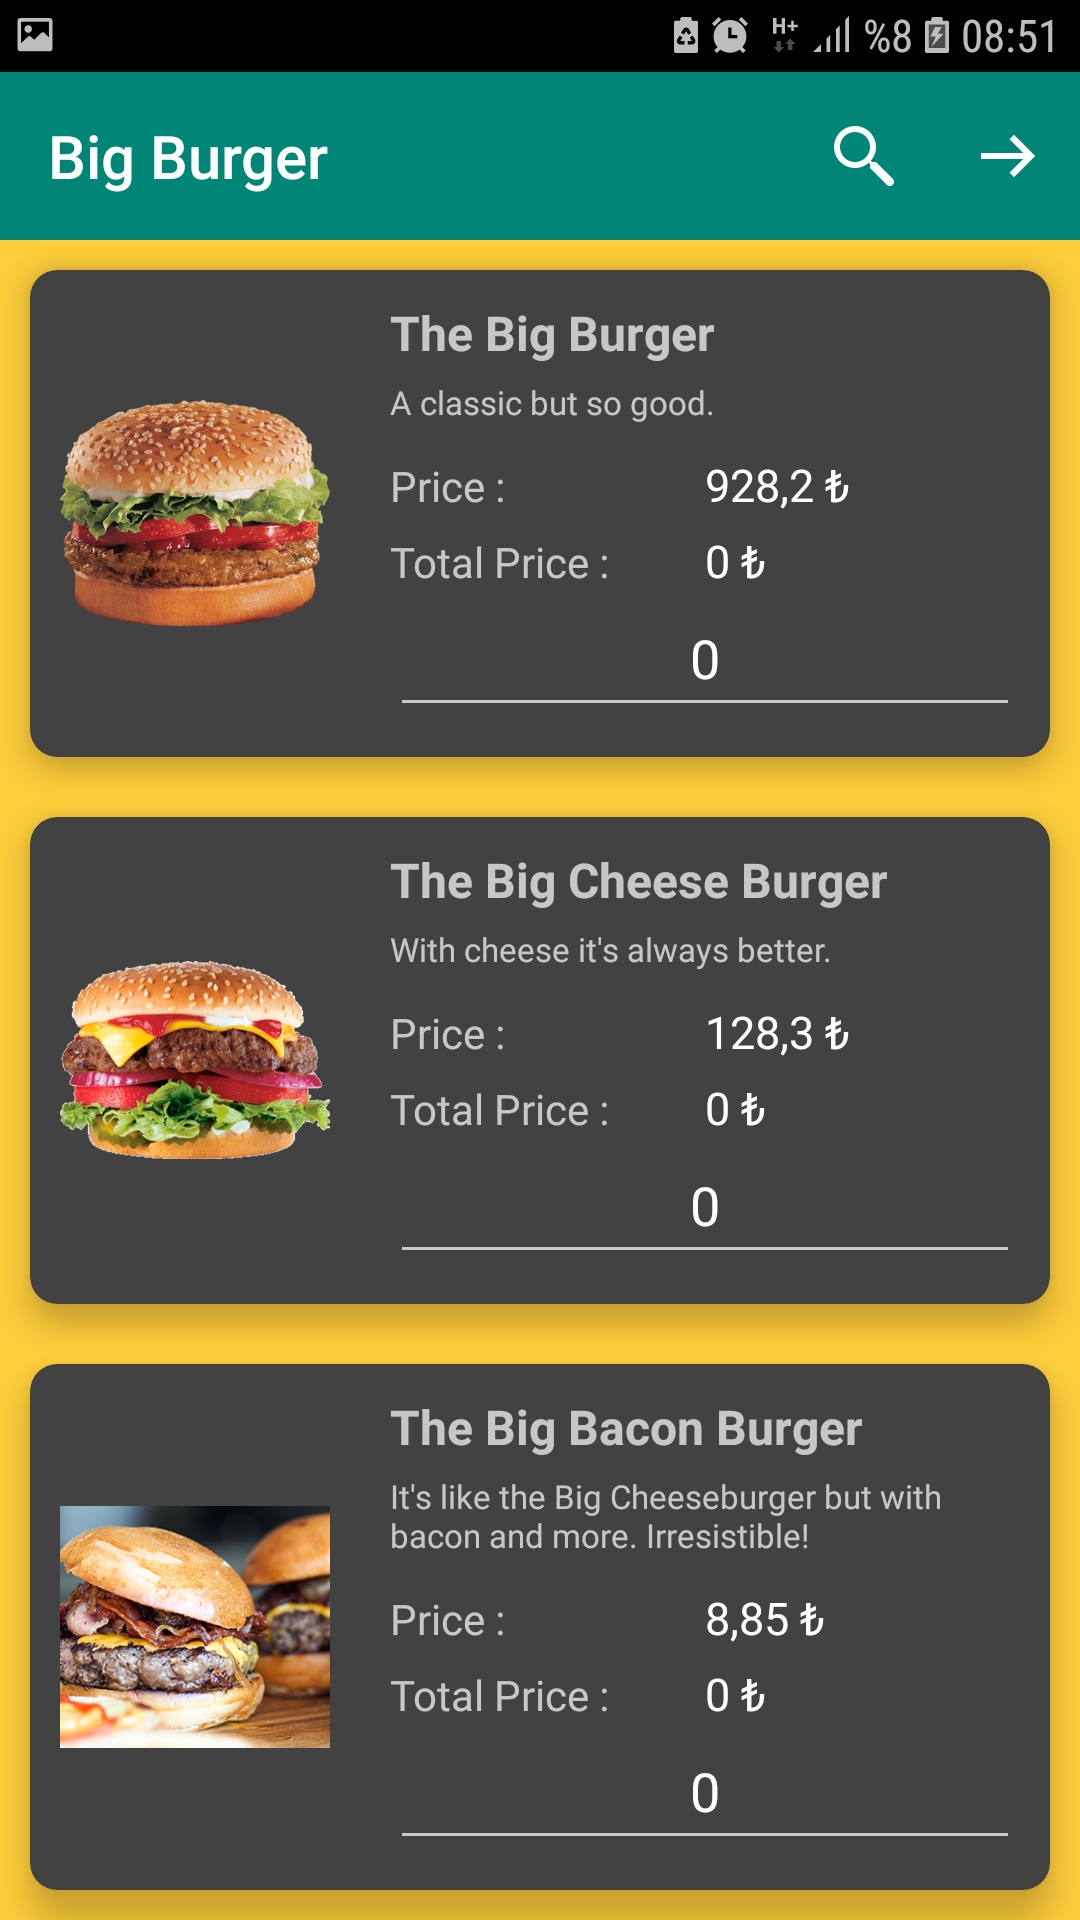 H+ %8 08:51
Big Burger
The Big Burger
A classic but so good.
Price : 928,2 ₺
Total Price : 0 ₺
0
The Big Cheese Burger
With cheese it's always better.
Price : 128,3 ₺
Total Price : 0 ₺
0
The Big Bacon Burger
It's like the Big Cheeseburger but with
bacon and more. Irresistible!
Price : 8,85 ₺
Total Price : 0 ₺
0